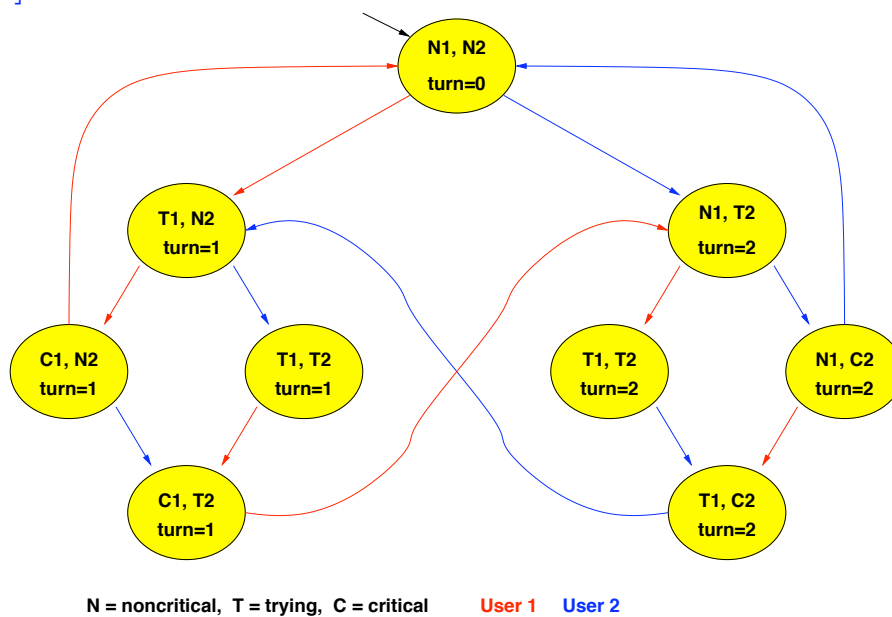 ]
N1, N2
turn=0
T1, N2
turn=1
N1, T2
turn=2
C1, N2
turn=1
T1, T2
turn=1
T1, T2
turn=2
N1, C2
turn=2
C1, T2
turn=1
T1, C2
turn=2
N = noncritical, T = trying, C = critical User 1 User 2